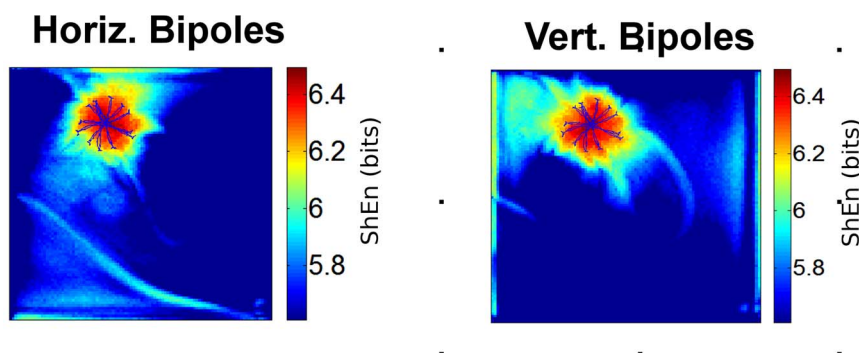 Horiz. Bipoles
6.4
6.2
6
5.8
ShEn (bits)
Vert. Bipoles
6.4
6.2
6
5.8
ShEn (bits)